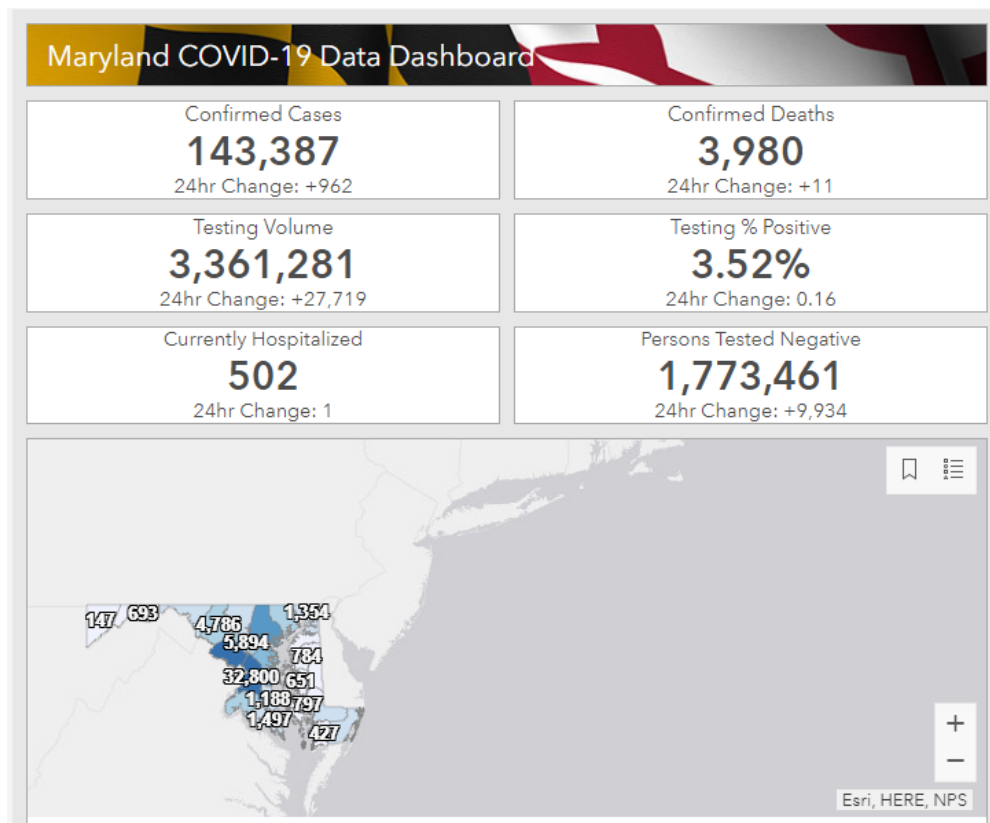 Maryland COVID-19 Data Dashboard
Confirmed Cases
143,387
24hr Change: +962
Confirmed Deaths
3,980
24hr Change: +11
Testing Volume
3,361,281
24hr Change: +27,719
Testing % Positive
3.52%
24hr Change: 0.16
Currently Hospitalized
502
24hr Change: 1
Persons Tested Negative
1,773,461
24hr Change: +9,934
147
693
1,354
4,786
5,894
784
32,800
651
1,188
797
1,497
427
+
−
Esri, HERE, NPS